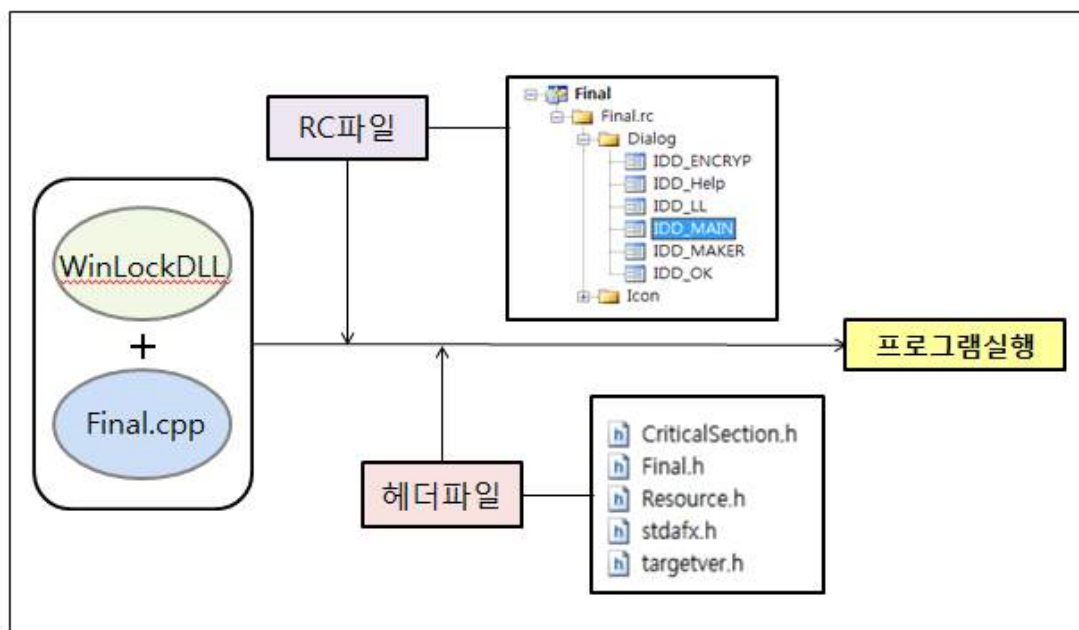 RC파일
Final
Final.rc
Dialog
IDD_ENCRYP
IDD_Help
IDD_LL
IDD_MAIN
IDD_MAKER
IDD_OK
Icon
WinLockDLL
+
Final.cpp
프로그램실행
헤더파일
CriticalSection.h
Final.h
Resource.h
stdafx.h
targetver.h